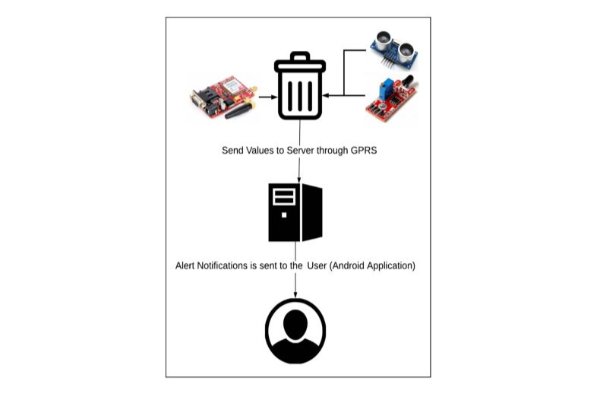 Send Values to Server through GPRS
Alert Notifications is sent to the User (Android Application)